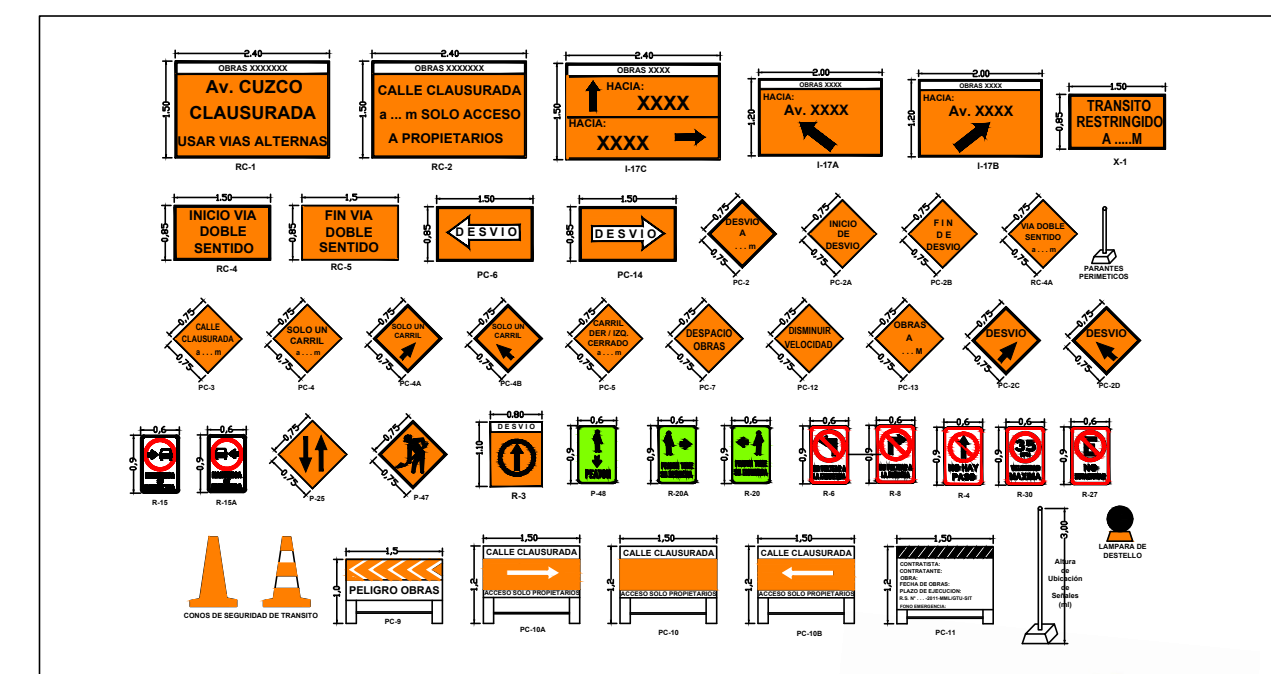 2.40
OBRAS XXXXXXX
Av. CUZCO
CLAUSURADA
USAR VIAS ALTERNAS
1.50
RC-1
2.40
OBRAS XXXXXXX
CALLE CLAUSURADA
a ... m SOLO ACCESO
A PROPIETARIOS
1.50
RC-2
2.40
OBRAS XXXX
HACIA:
XXXX
HACIA:
XXXX
1.50
I-17C
2.00
OBRAS XXXX
HACIA:
Av. XXXX
1.20
I-17A
2.00
OBRAS XXXX
HACIA:
Av. XXXX
1.20
I-17B
1.50
TRANSITO
RESTRINGIDO
A .....M
0,85
X-1
1.50
INICIO VIA
DOBLE
SENTIDO
0,85
RC-4
1,5
FIN VIA
DOBLE
SENTIDO
0,85
RC-5
1.50
DESVIO
0,85
PC-6
1.50
DESVIO
0,85
PC-14
0,75
DESVIO
A
... m
0,75
PC-2
0,75
INICIO
DE
DESVIO
0,75
PC-2A
0,75
F I N
D E
DESVIO
0,75
PC-2B
0,75
VIA DOBLE
SENTIDO
a ... m
0,75
RC-4A
PARANTES
PERIMETICOS
0,75
CALLE
CLAUSURADA
a ... m
0,75
PC-3
0,75
SOLO UN
CARRIL
a ... m
0,75
PC-4
0,75
SOLO UN
CARRIL
0,75
PC-4A
0,75
SOLO UN
CARRIL
0,75
PC-4B
0,75
CARRIL
DER / IZQ.
CERRADO
a ... m
0,75
PC-5
0,75
DESPACIO
OBRAS
0,75
PC-7
0,75
DISMINUIR
VELOCIDAD
0,75
PC-12
0,75
OBRAS
A
... M
0,75
PC-13
0,75
DESVIO
0,75
PC-2C
0,75
DESVIO
0,75
PC-2D
0,6
0,9
R-15
0,6
0,9
R-15A
0,75
0,75
P-25
0,75
0,75
P-47
0.80
DESVIO
1.10
R-3
0,6
0,9
P-48
0,6
0,9
R-20A
0,6
0,9
R-20
0,6
0,9
R-6
0,6
0,9
R-8
0,6
NO HAY
PASO
0,9
R-4
0,6
35
MAXIMA
0,9
R-30
0,6
NO
0,9
R-27
CONOS DE SEGURIDAD DE TRANSITO
1,5
PELIGRO OBRAS
1,0
PC-9
1,50
CALLE CLAUSURADA
ACCESO SOLO PROPIETARIOS
1,2
PC-10A
1,50
CALLE CLAUSURADA
ACCESO SOLO PROPIETARIOS
1,2
PC-10
1,50
CALLE CLAUSURADA
ACCESO SOLO PROPIETARIOS
1,2
PC-10B
1,50
CONTRATISTA:
CONTRATANTE:
OBRA:
FECHA DE OBRAS:
PLAZO DE EJECUCION:
R.S. N° . . . -2011-MML/GTU-SIT
FONO EMERGENCIA:
1,2
PC-11
3,00
Altura
de
Ubicación
de
Señales
(ml)
LAMPARA DE
DESTELLO